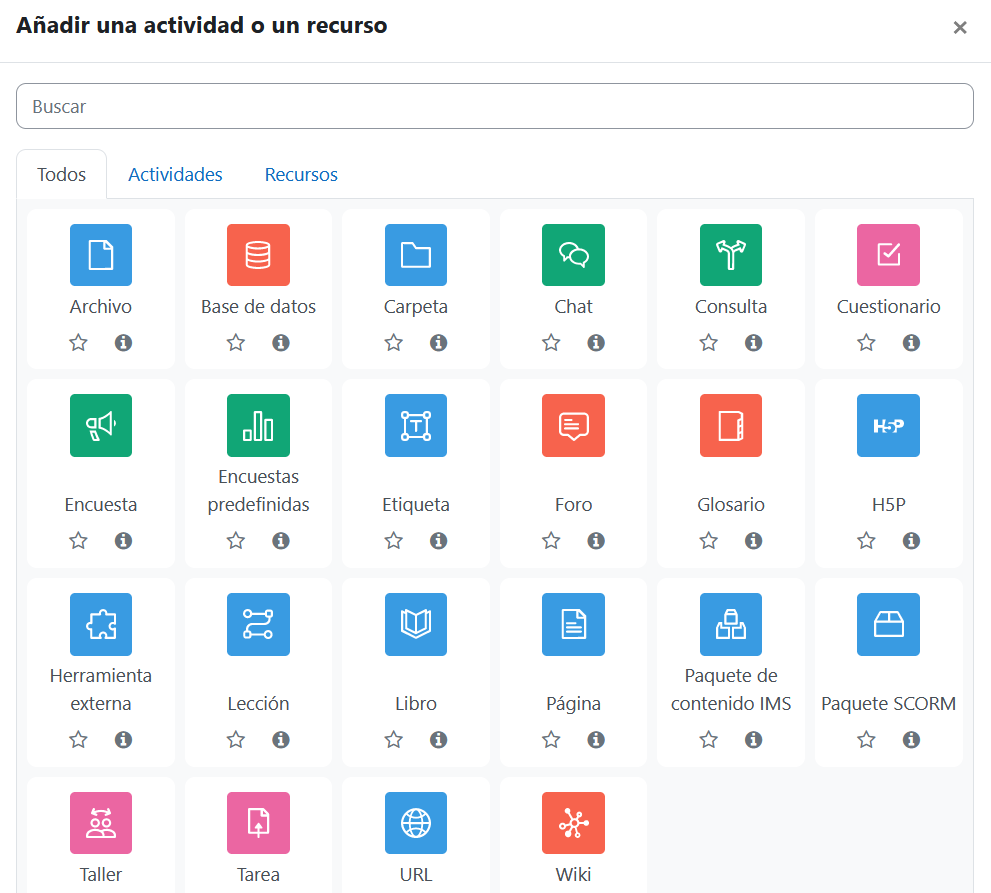 Añadir una actividad o un recurso
×
Buscar
Todos Actividades Recursos
Archivo Base de datos Carpeta Chat Consulta Cuestionario
Encuesta Encuestas predefinidas Etiqueta Foro Glosario H5P
Herramienta externa Lección Libro Página Paquete de contenido IMS Paquete SCORM
Taller Tarea URL Wiki